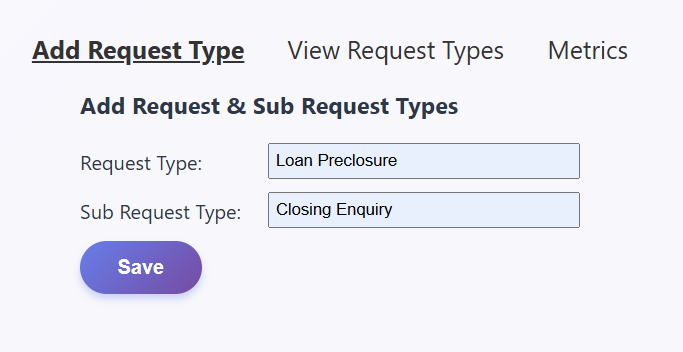 Add Request Type View Request Types Metrics
Add Request & Sub Request Types
Request Type: Loan Preclosure
Sub Request Type: Closing Enquiry
Save